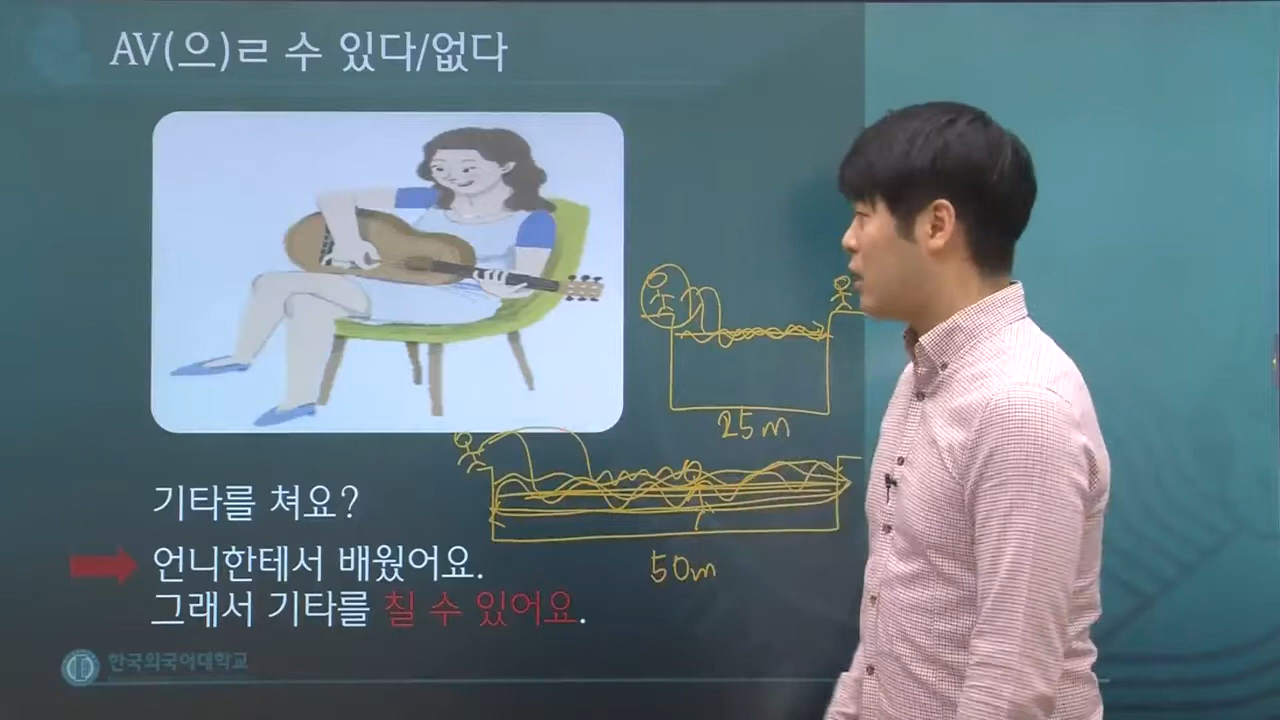 AV(으)ㄹ 수 있다/없다
25m
기타를 쳐요?
언니한테서 배웠어요.
50m
그래서 기타를 칠 수 있어요.
한국외국어대학교